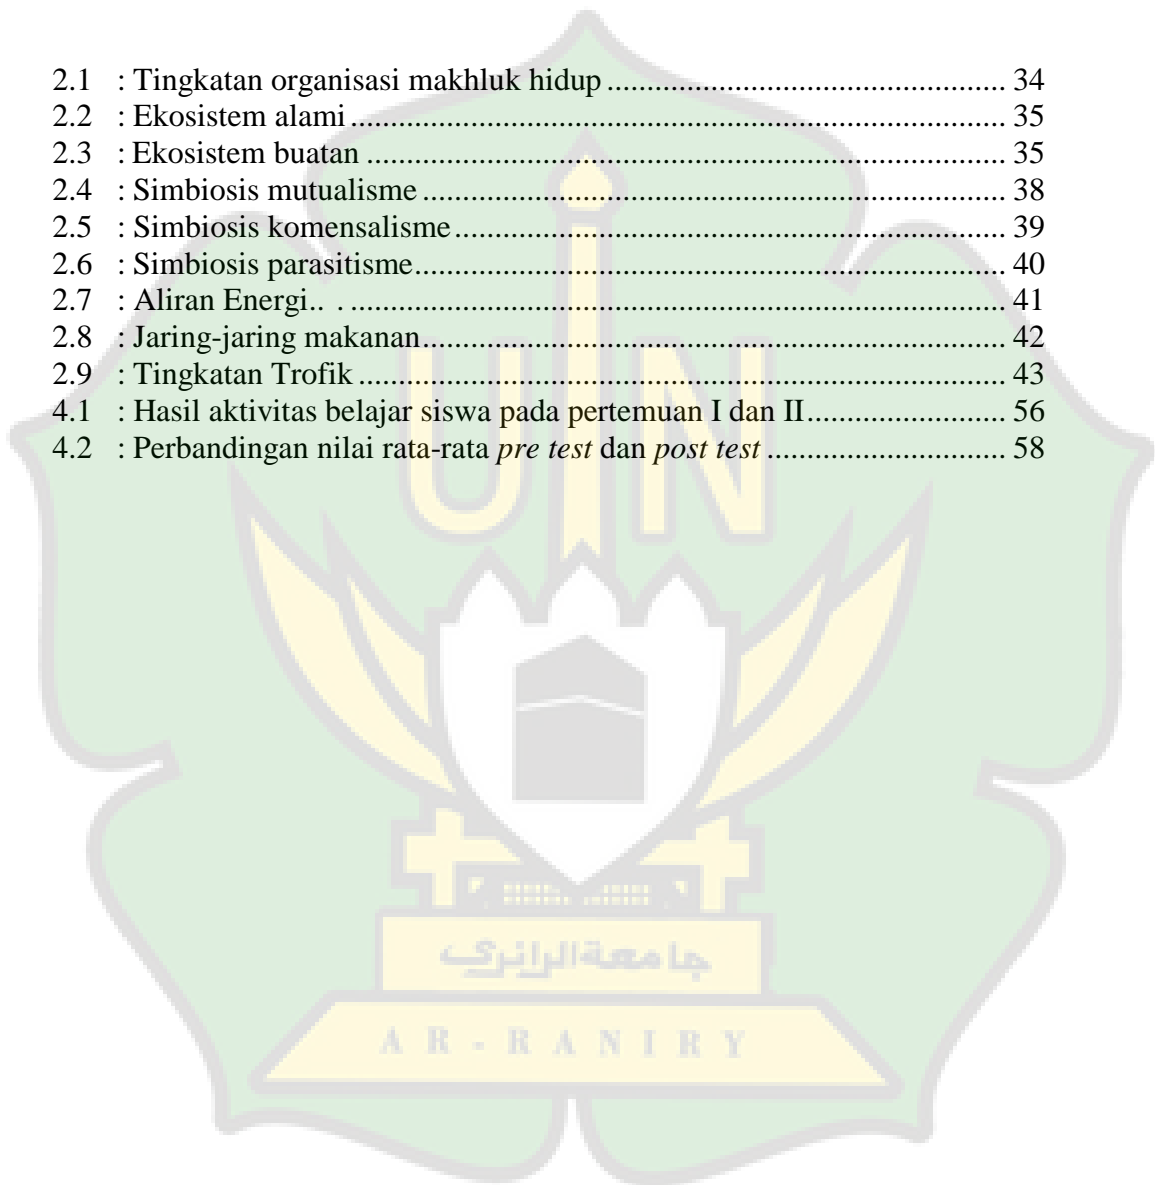 2.1 : Tingkatan organisasi makhluk hidup ................................................. 34
2.2 : Ekosistem alami ................................................................................. 35
2.3 : Ekosistem buatan ............................................................................... 35
2.4 : Simbiosis mutualisme ........................................................................ 38
2.5 : Simbiosis komensalisme .................................................................... 39
2.6 : Simbiosis parasitisme......................................................................... 40
2.7 : Aliran Energi.. . ................................................................................. 41
2.8 : Jaring-jaring makanan........................................................................ 42
2.9 : Tingkatan Trofik ................................................................................ 43
4.1 : Hasil aktivitas belajar siswa pada pertemuan I dan II........................ 56
4.2 : Perbandingan nilai rata-rata pre test dan post test ............................. 58
UIN
جامعة الرانري
AR-RANIRY